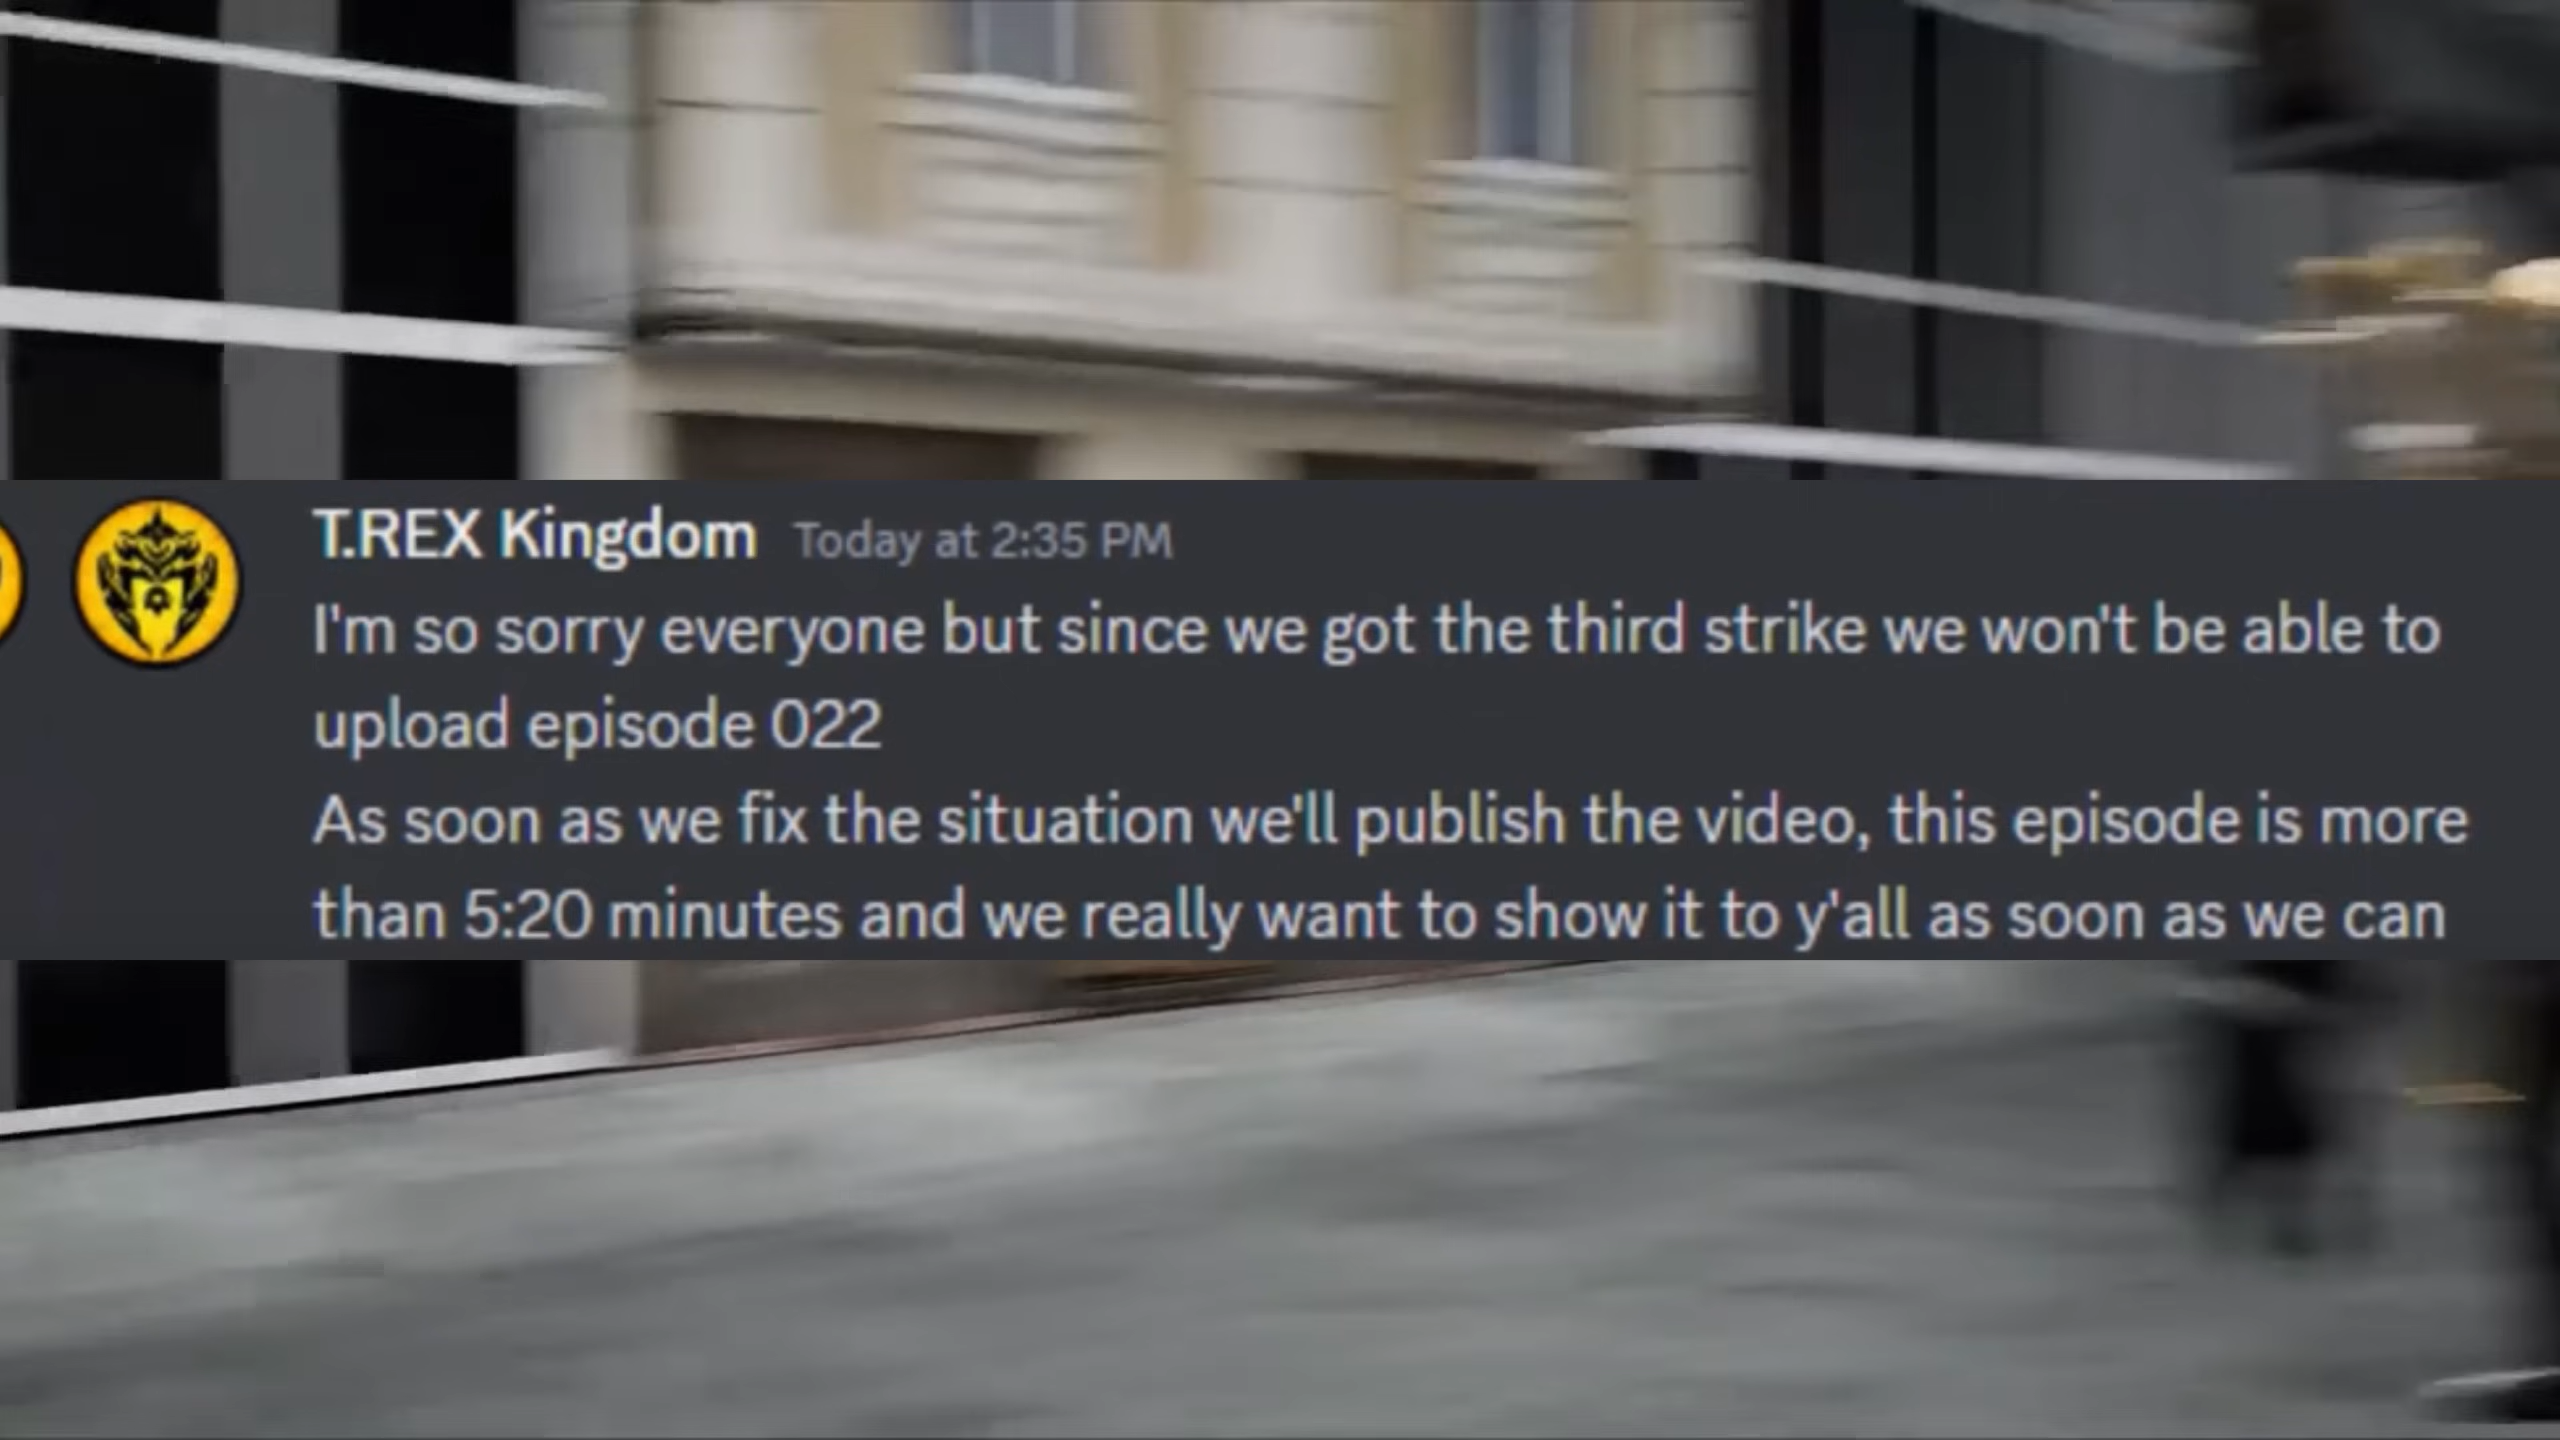 T.REX Kingdom Today at 2:35 PM
I'm so sorry everyone but since we got the third strike we won't be able to
upload episode 022
As soon as we fix the situation we'll publish the video, this episode is more
than 5:20 minutes and we really want to show it to y'all as soon as we can